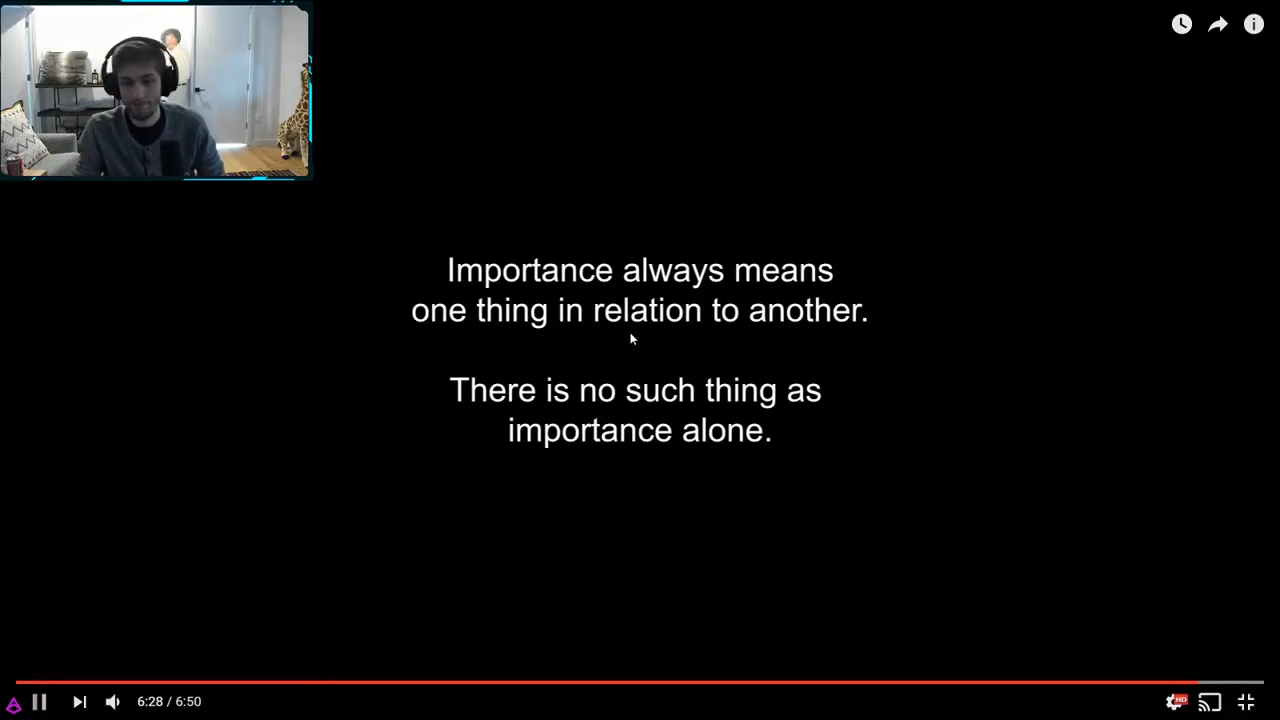 Importance always means
one thing in relation to another.
There is no such thing as
importance alone.
6:28 / 6:50
HD